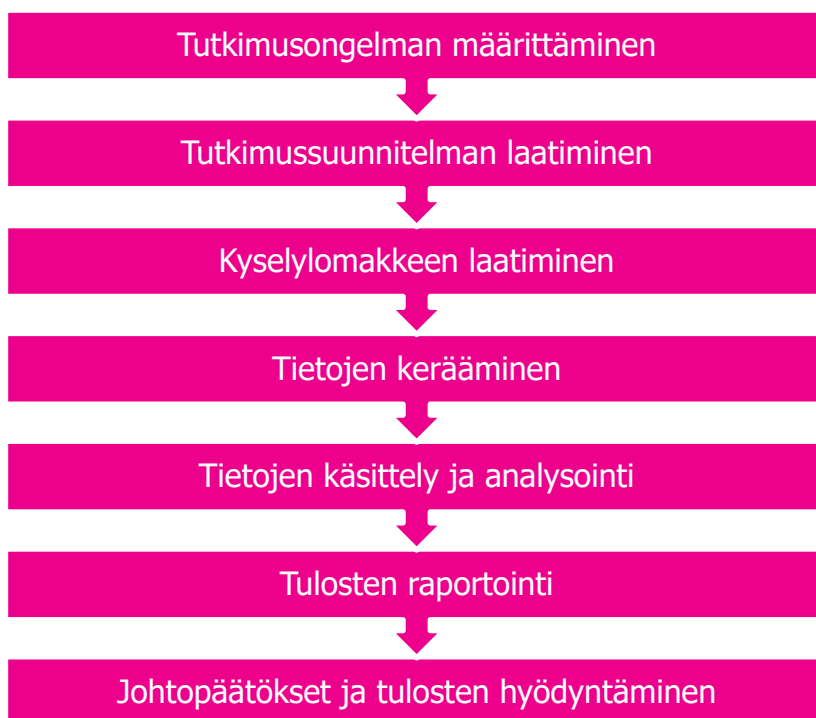 Tutkimusongelman määrittäminen
Tutkimussuunnitelman laatiminen
Kyselylomakkeen laatiminen
Tietojen kerääminen
Tietojen käsittely ja analysointi
Tulosten raportointi
Johtopäätökset ja tulosten hyödyntäminen